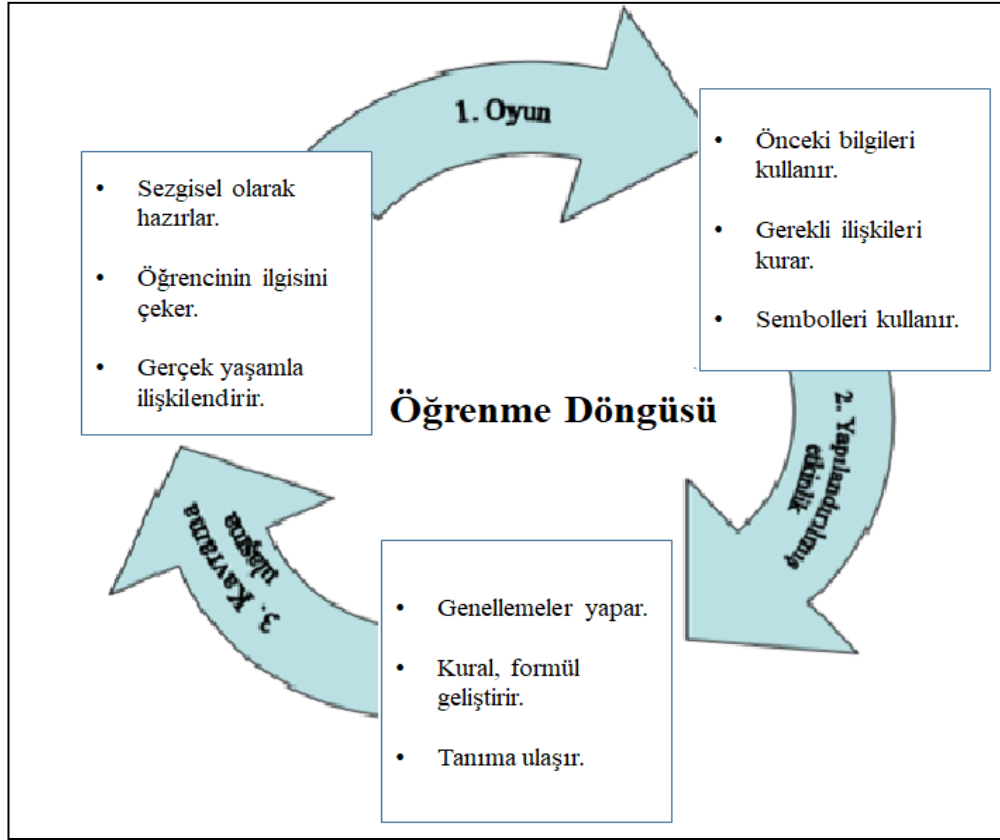 1. Oyun
• Sezgisel olarak
hazırlar.
• Öğrencinin ilgisini
çeker.
• Gerçek yaşamla
ilişkilendirir.
• Önceki bilgileri
kullanır.
• Gerekli ilişkileri
kurar.
• Sembolleri kullanır.
Öğrenme Döngüsü
2. Yapılandırılmış
etkinlik
• Genellemeler yapar.
• Kural, formül
geliştirir.
• Tanıma ulaşır.
3. Kavrama
ulaşma